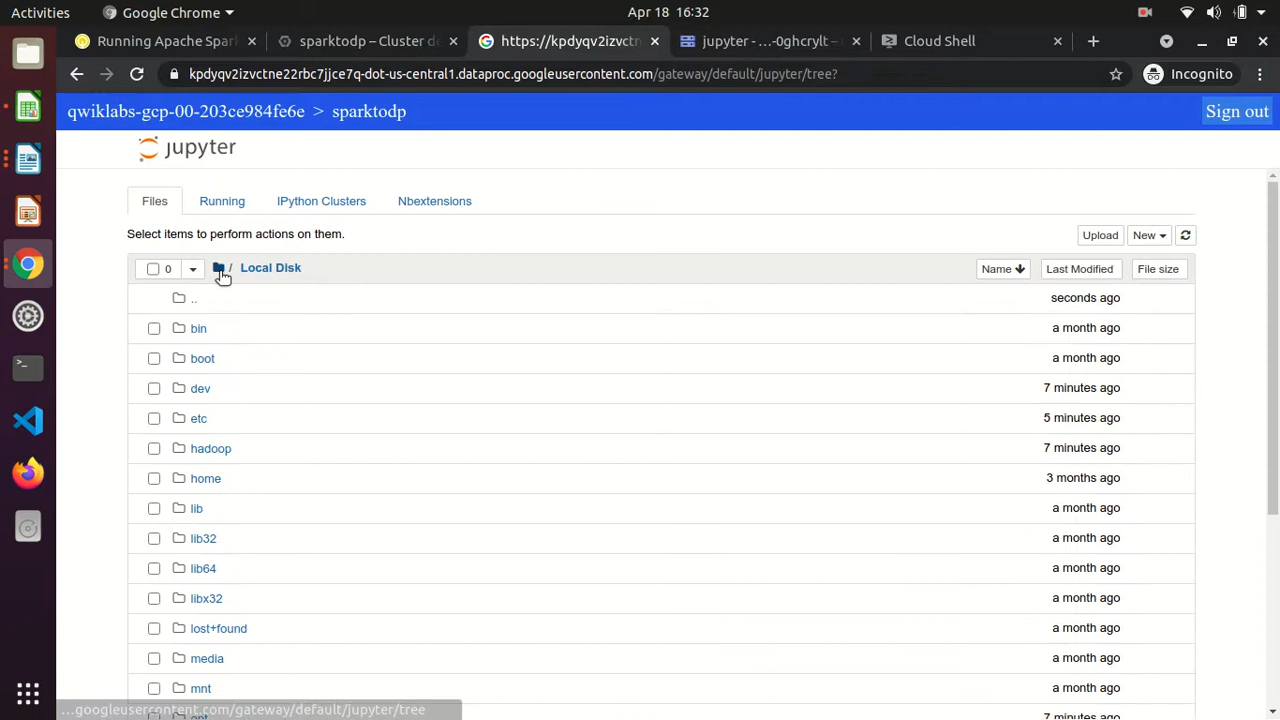 Activities
Google Chrome
Apr 18 16:32
Running Apache Spar
sparktodp – Cluster de
https://kpdyqv2izvctn
jupyter - ...-0ghcrylt –
Cloud Shell
kpdyqv2izvctne22rbc7jjce7q-dot-us-central1.dataproc.googleusercontent.com/gateway/default/jupyter/tree?
Incognito
qwiklabs-gcp-00-203ce984fe6e > sparktodp
Sign out
jupyter
Files
Running
IPython Clusters
Nbextensions
Select items to perform actions on them.
Upload
New
0
/ Local Disk
Name
Last Modified
File size
..
seconds ago
bin
a month ago
boot
a month ago
dev
7 minutes ago
etc
5 minutes ago
hadoop
7 minutes ago
home
3 months ago
lib
a month ago
lib32
a month ago
lib64
a month ago
libx32
a month ago
lost+found
a month ago
media
a month ago
mnt
a month ago
opt
7 minutes ago
...googleusercontent.com/gateway/default/jupyter/tree